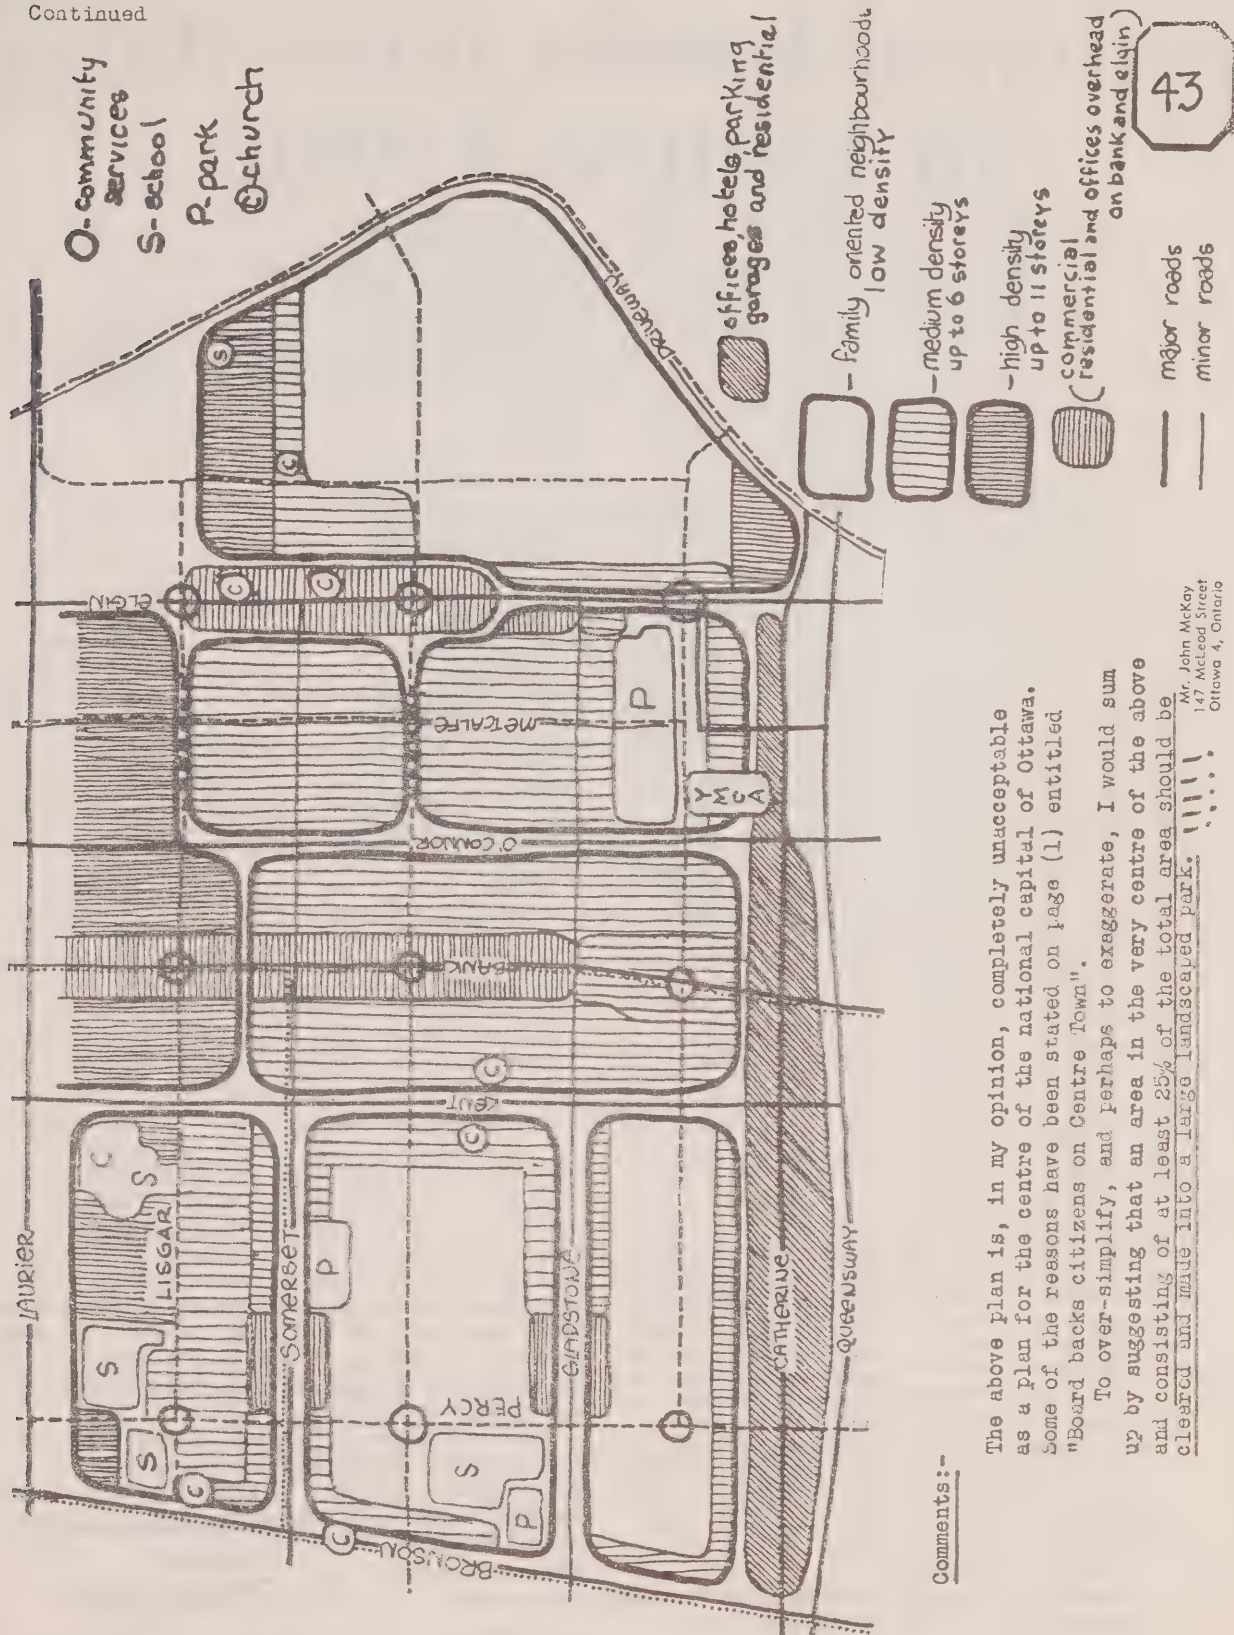 Continued
O-community
services
S-school
P-park
©church
offices, hotels, parking
garages and residential
-family oriented neighbourhoods
low density
-medium density
up to 6 storeys
-high density
up to 11 storeys
commercial
(residential and offices overhead
on bank and elgin)
major roads
minor roads
43
LAURIER
LISGAR
SOMERSET
GLADSTONE
CATHERINE
QUEENSWAY
DRIVEWAY
ELGIN
METCALFE
O'CONNOR
BANK
KENT
PERCY
BRONSON
YMCA
P
P
P
S
S
S
S
S
C
C
C
C
C
C
C
C
Comments:-
The above plan is, in my opinion, completely unacceptable
as a plan for the centre of the national capital of Ottawa.
Some of the reasons have been stated on page (1) entitled
"Board backs citizens on Centre Town".
To over-simplify, and perhaps to exaggerate, I would sum
up by suggesting that an area in the very centre of the above
and consisting of at least 25% of the total area should be
cleared and made into a large landscaped park. !!!!!
Mr. John McKay
147 McLeod Street
Ottawa 4, Ontario